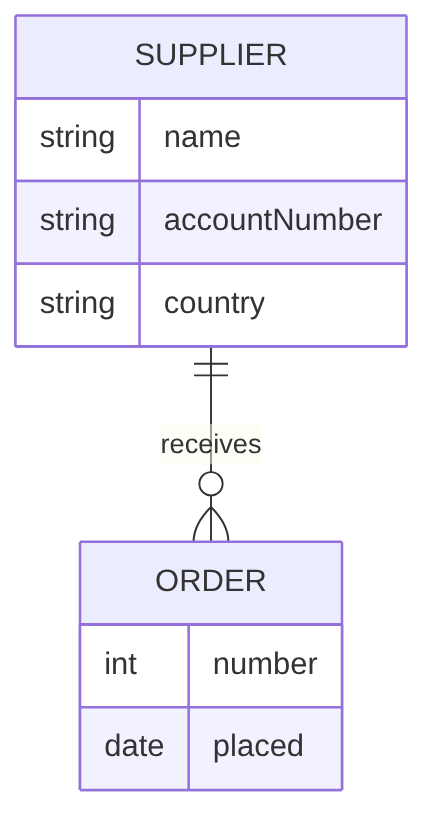 SUPPLIER
string name
string accountNumber
string country
receives
ORDER
int number
date placed